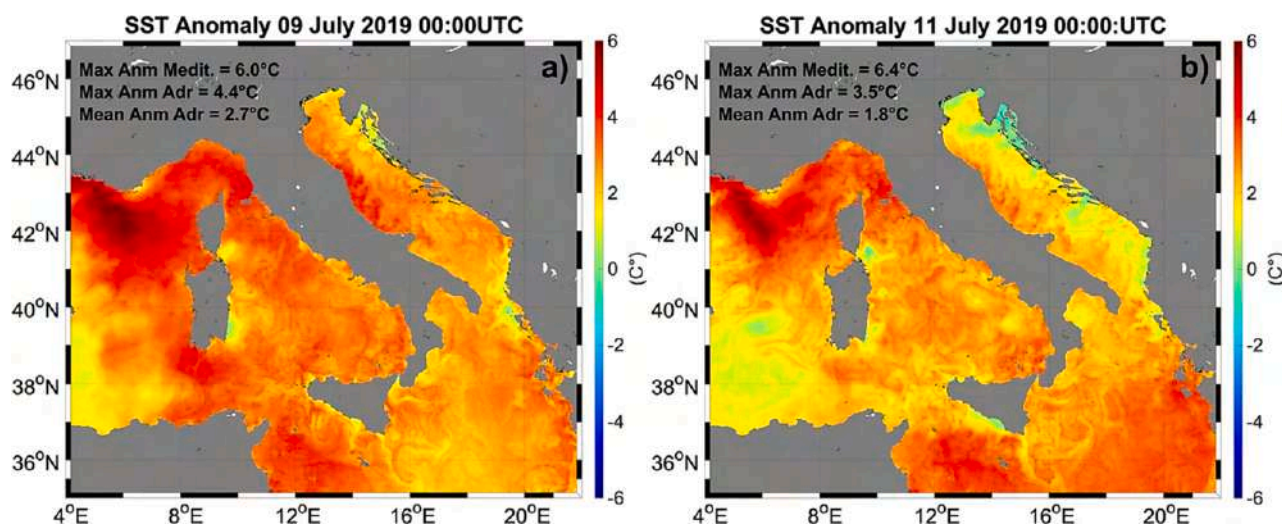 SST Anomaly 09 July 2019 00:00UTC
46°N
44°N
42°N
40°N
38°N
36°N
Max Anm Medit. = 6.0°C
Max Anm Adr = 4.4°C
Mean Anm Adr = 2.7°C
a)
4°E
8°E
12°E
16°E
20°E
6
4
2
0
-2
-4
-6
(C°)
SST Anomaly 11 July 2019 00:00:UTC
46°N
44°N
42°N
40°N
38°N
36°N
Max Anm Medit. = 6.4°C
Max Anm Adr = 3.5°C
Mean Anm Adr = 1.8°C
b)
4°E
8°E
12°E
16°E
20°E
6
4
2
0
-2
-4
-6
(C°)